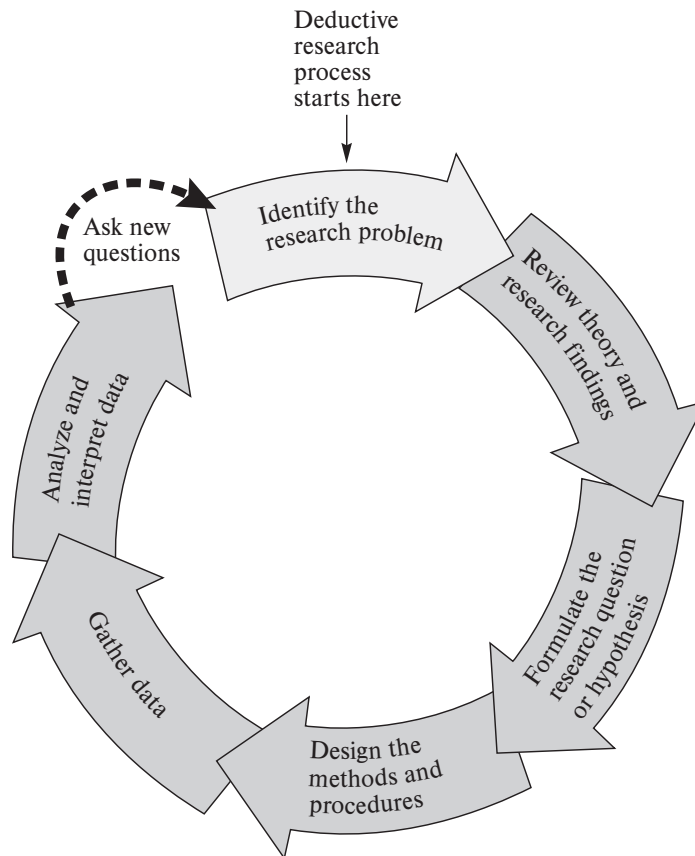 Deductive
research
process
starts here
Identify the
research problem
Review theory and
research findings
Formulate the
research question
or hypothesis
Design the
methods and
procedures
Gather data
Analyze and
interpret data
Ask new
questions